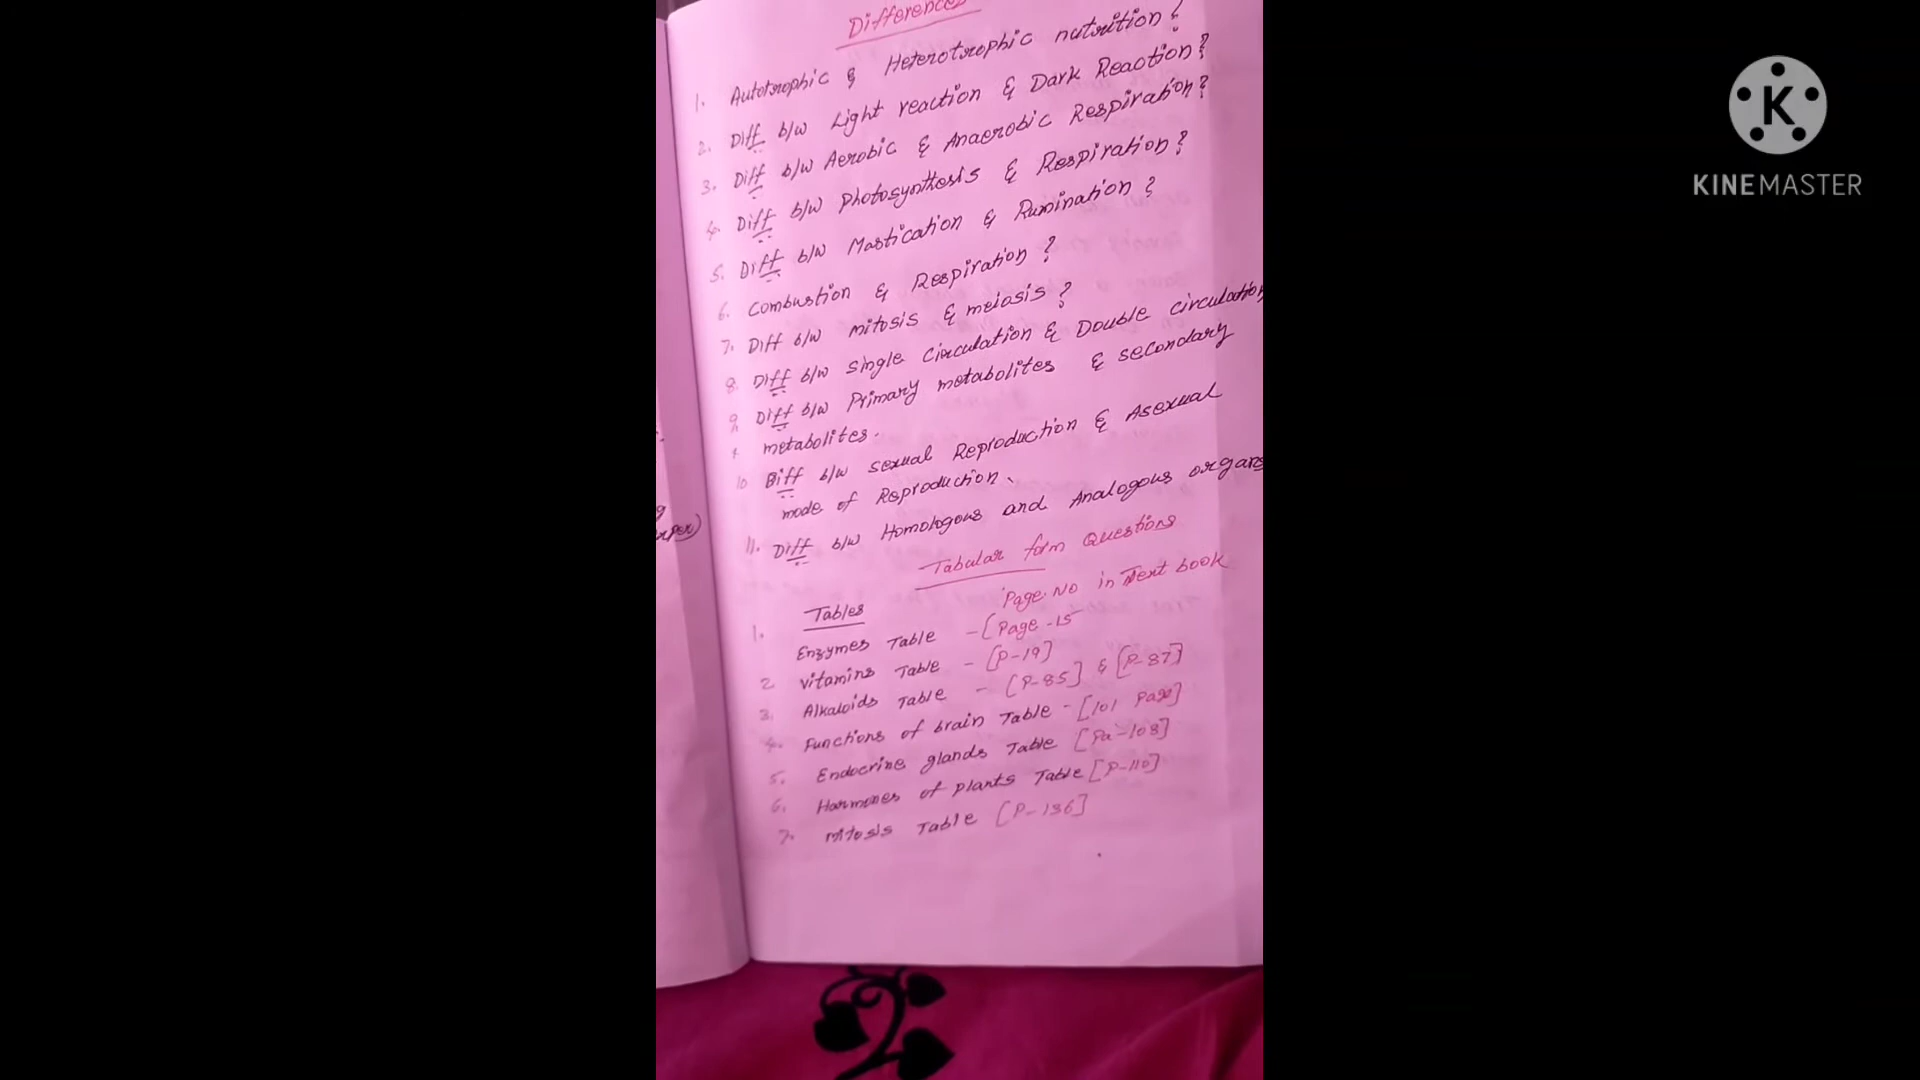 Differences
1. Autotrophic & Heterotrophic nutrition?
2. Diff b/w Light reaction & Dark Reaction?
3. Diff b/w Aerobic & Anaerobic Respiration?
4. Diff b/w Photosynthesis & Respiration?
5. Diff b/w Mastication & Rumination?
6. Combustion & Respiration?
7. Diff b/w mitosis & meiosis?
8. Diff b/w single circulation & Double circulation
9. Diff b/w Primary metabolites & secondary
metabolites.
10 Diff b/w sexual Reproduction & Asexual
mode of Reproduction.
11. Diff b/w Homologous and Analogous organs
Tabular form Questions
Tables Page.No in Text book
1. Enzymes Table - [Page -15
2 vitamins Table - [P-19]
3. Alkaloids Table - [P-85] & [P-87]
4. Functions of brain Table - [101 Page]
5. Endocrine glands Table [Pa-108]
6. Harmones of plants Table [P-110]
7. mitosis Table [P-136]
KINEMASTER